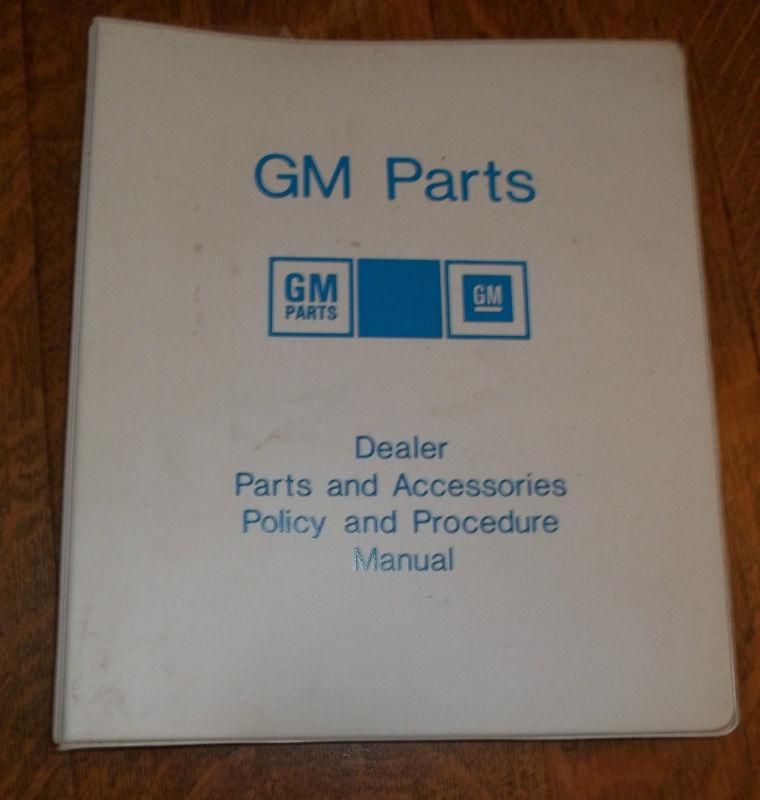 GM Parts
GM
PARTS
GM
Dealer
Parts and Accessories
Policy and Procedure
Manual